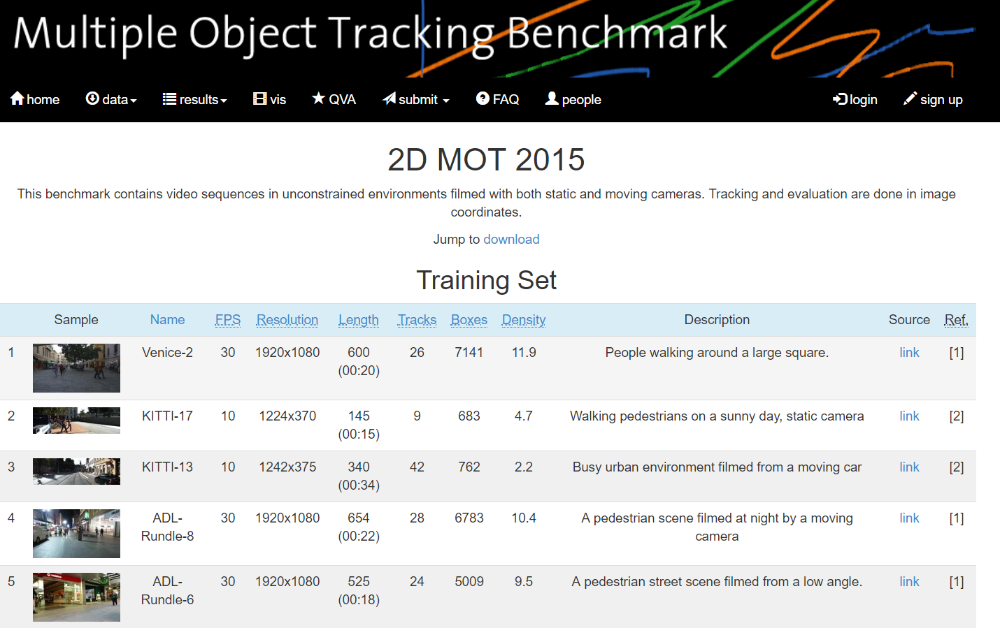 Multiple Object Tracking Benchmark
home data results vis QVA submit FAQ people login sign up
2D MOT 2015
This benchmark contains video sequences in unconstrained environments filmed with both static and moving cameras. Tracking and evaluation are done in image
coordinates.
Jump to download
Training Set
Sample Name FPS Resolution Length Tracks Boxes Density Description Source Ref.
1 Venice-2 30 1920x1080 600 26 7141 11.9 People walking around a large square. link [1]
(00:20)
2 KITTI-17 10 1224x370 145 9 683 4.7 Walking pedestrians on a sunny day, static camera link [2]
(00:15)
3 KITTI-13 10 1242x375 340 42 762 2.2 Busy urban environment filmed from a moving car link [2]
(00:34)
4 ADL- 30 1920x1080 654 28 6783 10.4 A pedestrian scene filmed at night by a moving link [1]
Rundle-8 (00:22) camera
5 ADL- 30 1920x1080 525 24 5009 9.5 A pedestrian street scene filmed from a low angle. link [1]
Rundle-6 (00:18)